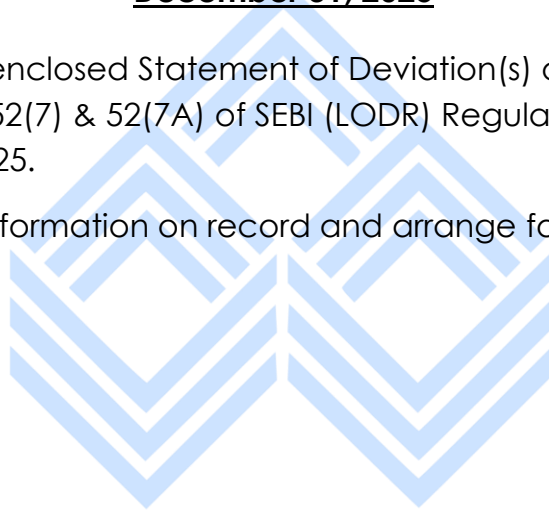 December
enclosed Statement of Deviation(s)
52(7) & 52(7A) of SEBI (LODR) Regula
25.
formation on record and arrange fo